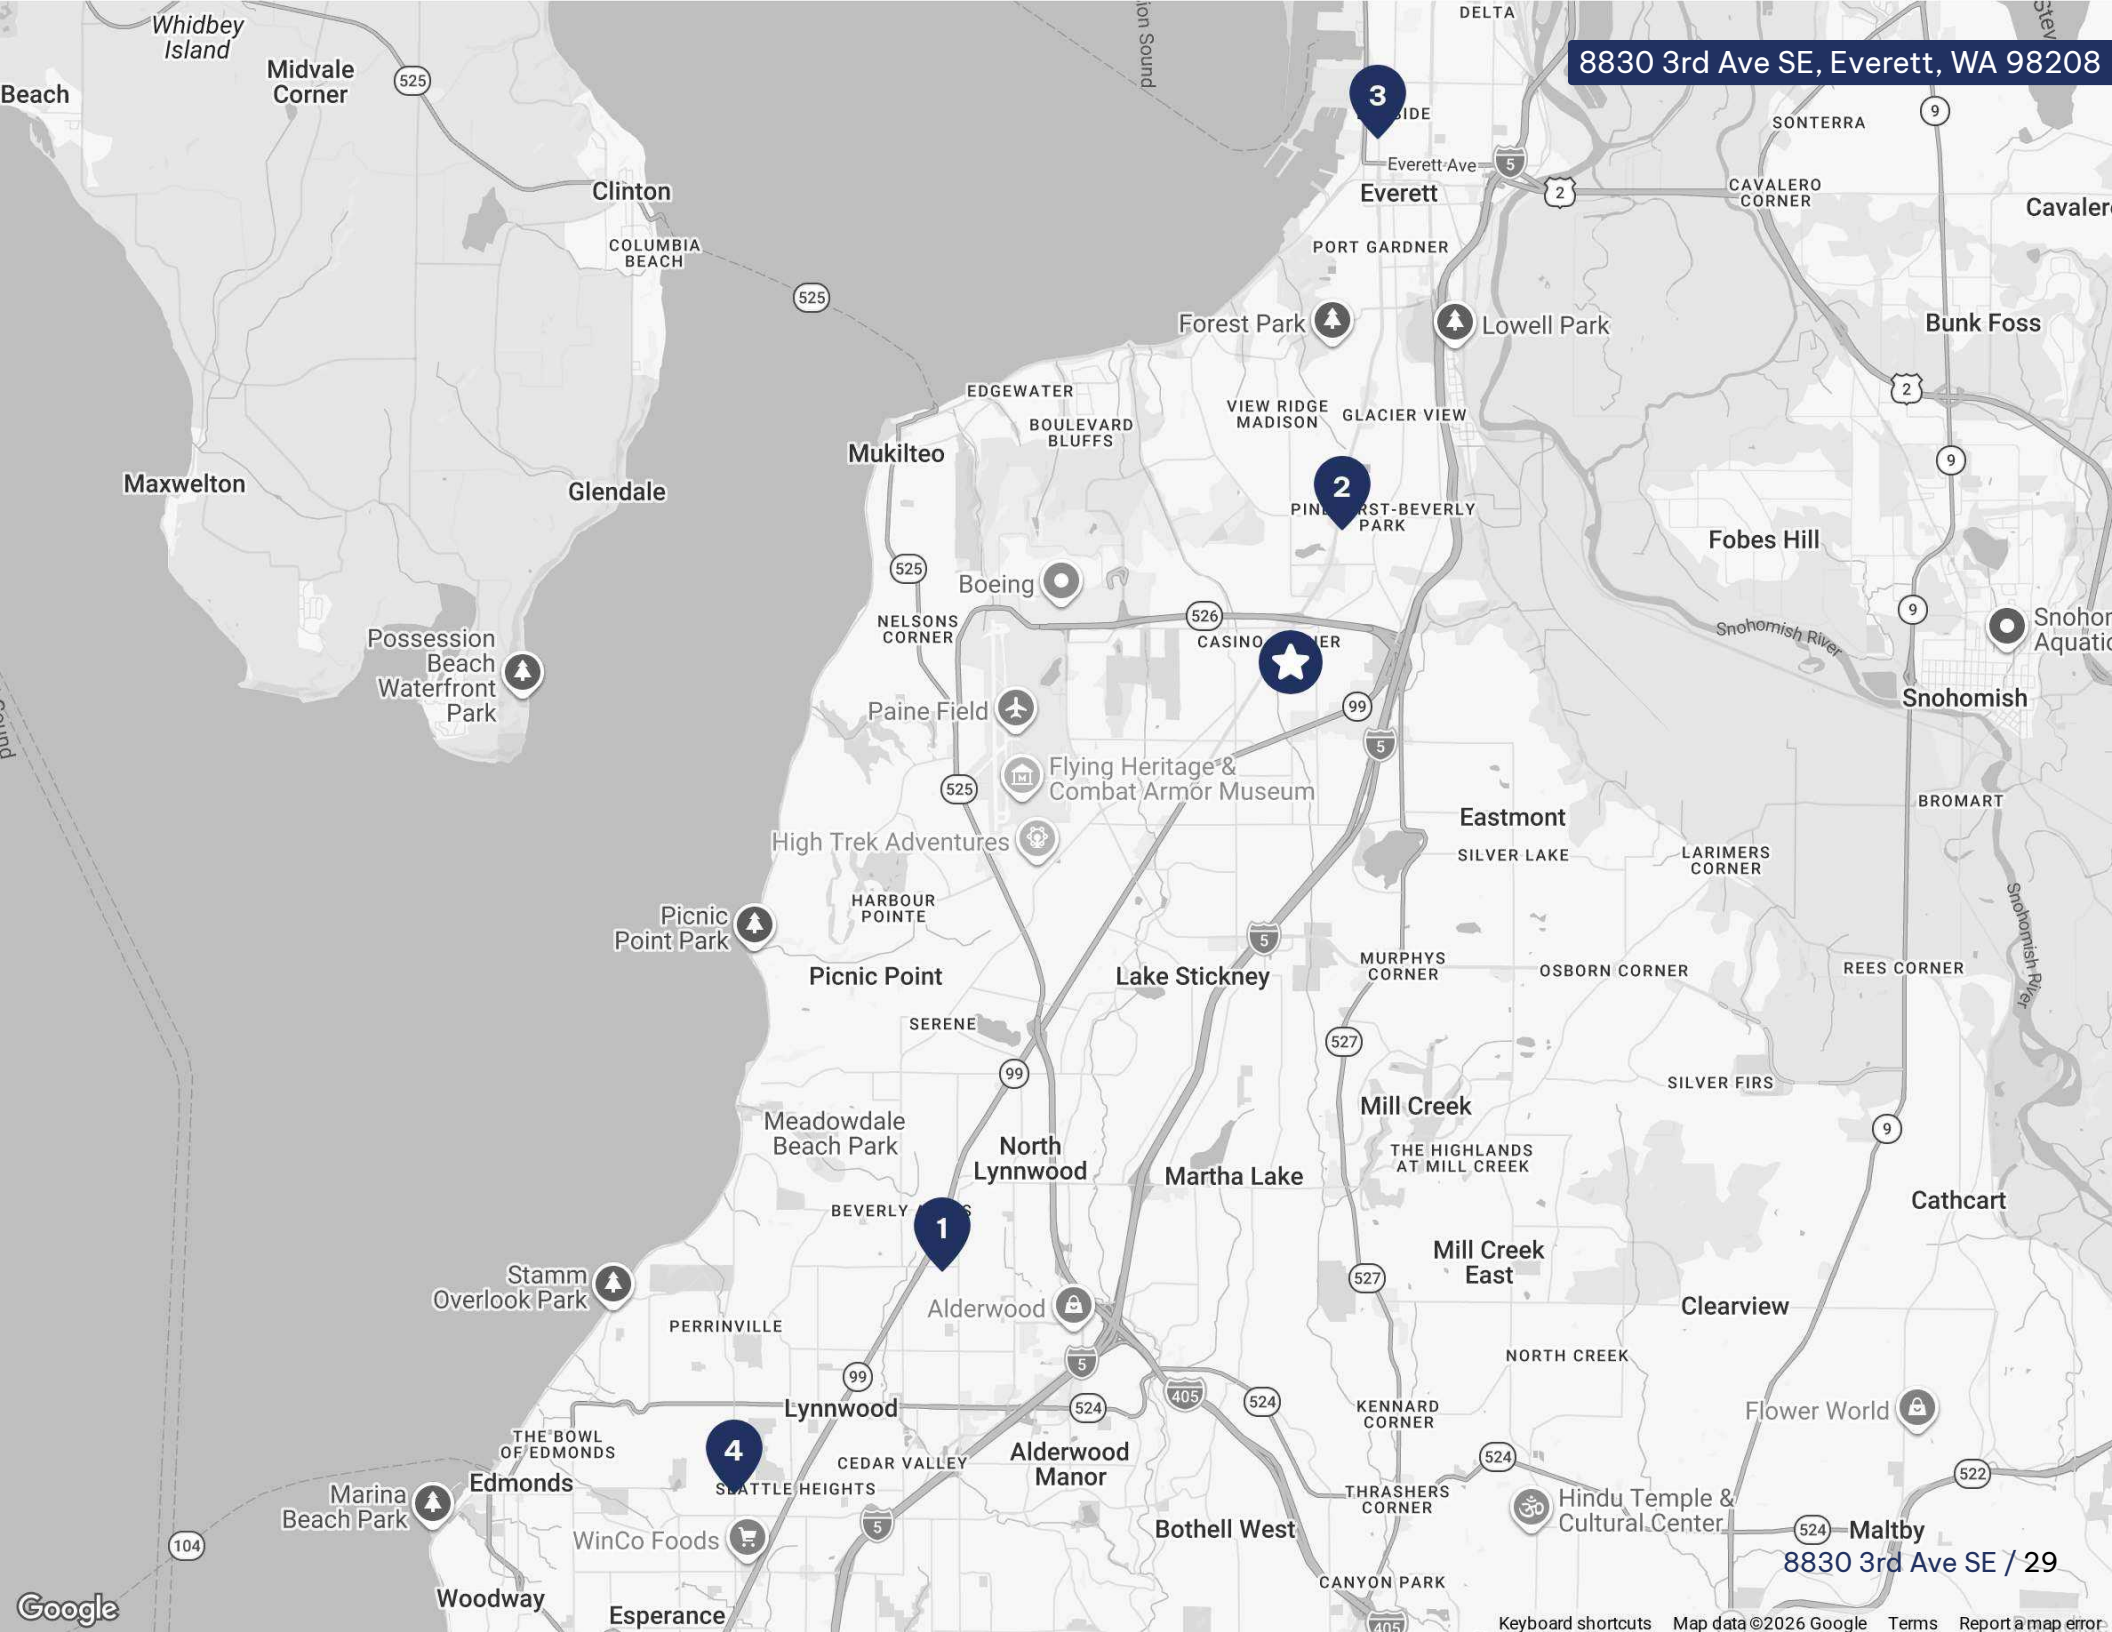 Whidbey
Island
Midvale
Corner
525
Beach
DELTA
8830 3rd Ave SE, Everett, WA 98208
3
9
SONTERRA
Everett Ave
5
2
Clinton
Everett
CAVALERO
CORNER
COLUMBIA
BEACH
PORT GARDNER
525
Forest Park
Lowell Park
Bunk Foss
EDGEWATER
2
BOULEVARD
BLUFFS
VIEW RIDGE
MADISON
GLACIER VIEW
Mukilteo
9
Maxwelton
Glendale
2
PARK
Fobes Hill
525
Boeing
526
9
NELSONS
CORNER
CASINO
Possession
Beach
Waterfront
Park
Snohomish River
Snohomish
Paine Field
99
5
Flying Heritage &
Combat Armor Museum
525
BROMART
Eastmont
High Trek Adventures
SILVER LAKE
LARIMERS
CORNER
HARBOUR
POINTE
Picnic
Point Park
5
Snohomish River
Picnic Point
Lake Stickney
MURPHYS
CORNER
OSBORN CORNER
REES CORNER
SERENE
527
99
SILVER FIRS
Meadowdale
Beach Park
Mill Creek
9
North
Lynnwood
THE HIGHLANDS
AT MILL CREEK
Martha Lake
BEVERLY
1
Cathcart
Mill Creek
East
Stamm
Overlook Park
527
Alderwood
Clearview
PERRINVILLE
5
NORTH CREEK
99
405
Lynnwood
524
524
KENNARD
CORNER
Flower World
THE BOWL
OF EDMONDS
4
CEDAR VALLEY
Alderwood
Manor
524
522
Edmonds
SEATTLE HEIGHTS
Marina
Beach Park
THRASHERS
CORNER
Hindu Temple &
Cultural Center
5
Bothell West
524
Maltby
WinCo Foods
104
8830 3rd Ave SE / 29
CANYON PARK
Woodway
Esperance
Google
405
Keyboard shortcuts
Map data ©2026 Google
Terms
Report a map error